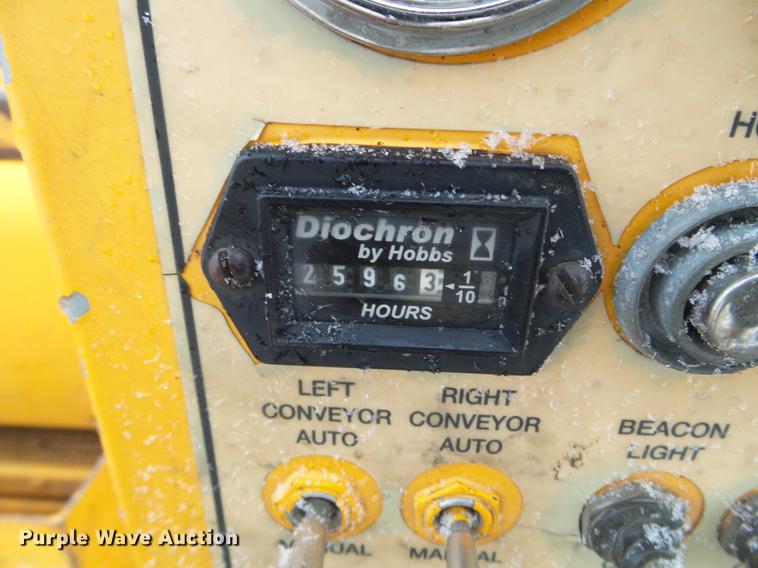 HO
Diochron
by Hobbs
2 5 9 6 3 1/10
HOURS
LEFT
CONVEYOR
AUTO
RIGHT
CONVEYOR
AUTO
BEACON
LIGHT
MANUAL
MANUAL
Purple Wave Auction